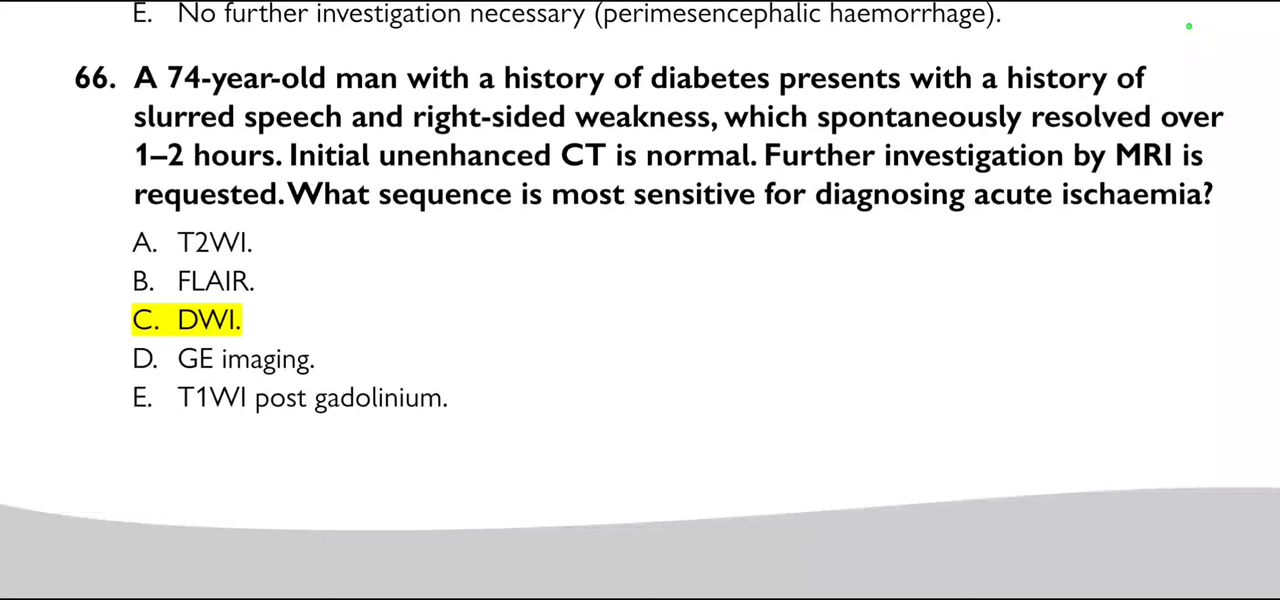 E. No further investigation necessary (perimesencephalic haemorrhage).
66. A 74-year-old man with a history of diabetes presents with a history of
slurred speech and right-sided weakness, which spontaneously resolved over
1–2 hours. Initial unenhanced CT is normal. Further investigation by MRI is
requested. What sequence is most sensitive for diagnosing acute ischaemia?
A. T2WI.
B. FLAIR.
C. DWI.
D. GE imaging.
E. T1WI post gadolinium.